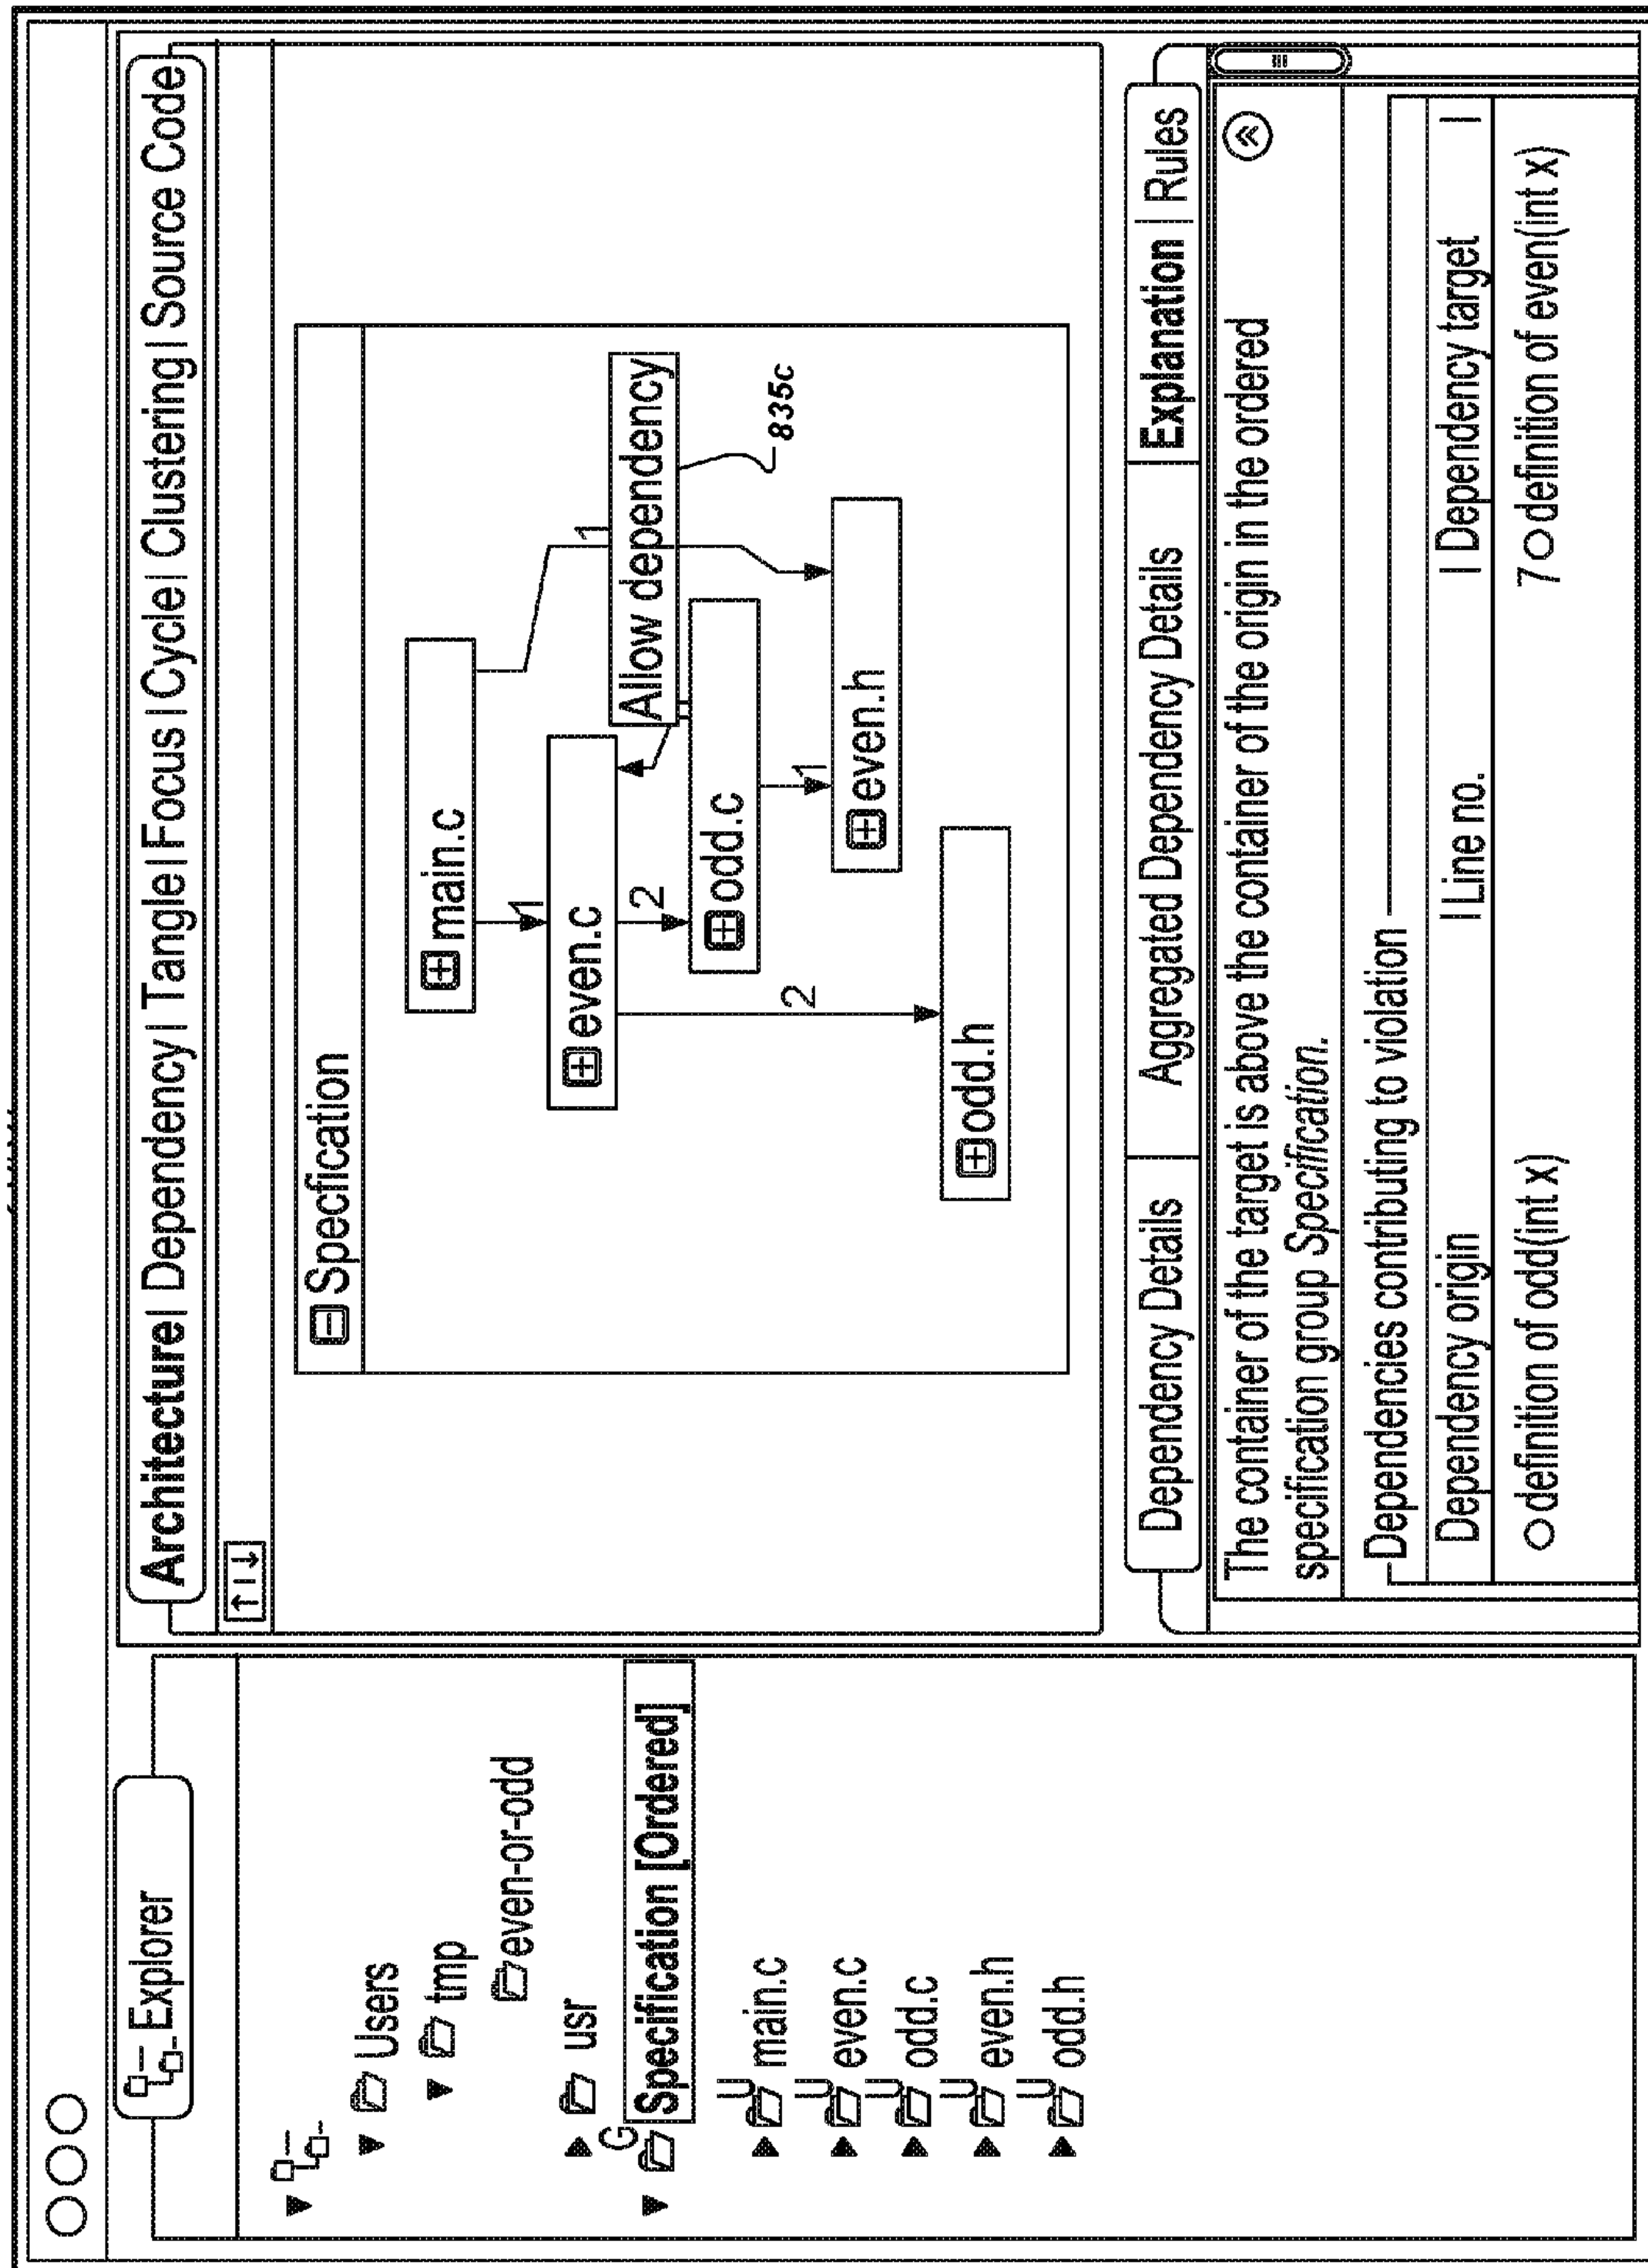 Explorer
Users
tmp
even-or-odd
usr
G
Specification [Ordered]
U main.c
U even.c
U odd.c
U even.h
U odd.h
Architecture | Dependency | Tangle | Focus | Cycle | Clustering | Source Code
Specfication
main.c
1
1
even.c
Allow dependency
2
835c
odd.c
2
1
even.h
odd.h
Dependency Details
Aggregated Dependency Details
Explanation | Rules
The container of the target is above the container of the origin in the ordered
specification group Specification.
Dependencies contributing to violation
Dependency origin | Line no. | Dependency target |
definition of odd(int x) 7 definition of even(int x)